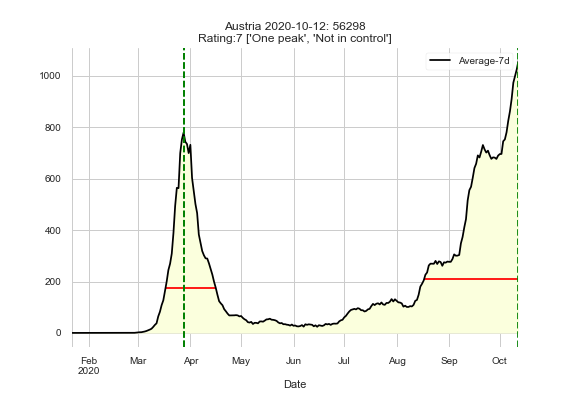 Austria 2020-10-12: 56298
Rating:7 ['One peak', 'Not in control']
Average-7d
1000
800
600
400
200
0
Feb Mar Apr May Jun Jul Aug Sep Oct
2020
Date